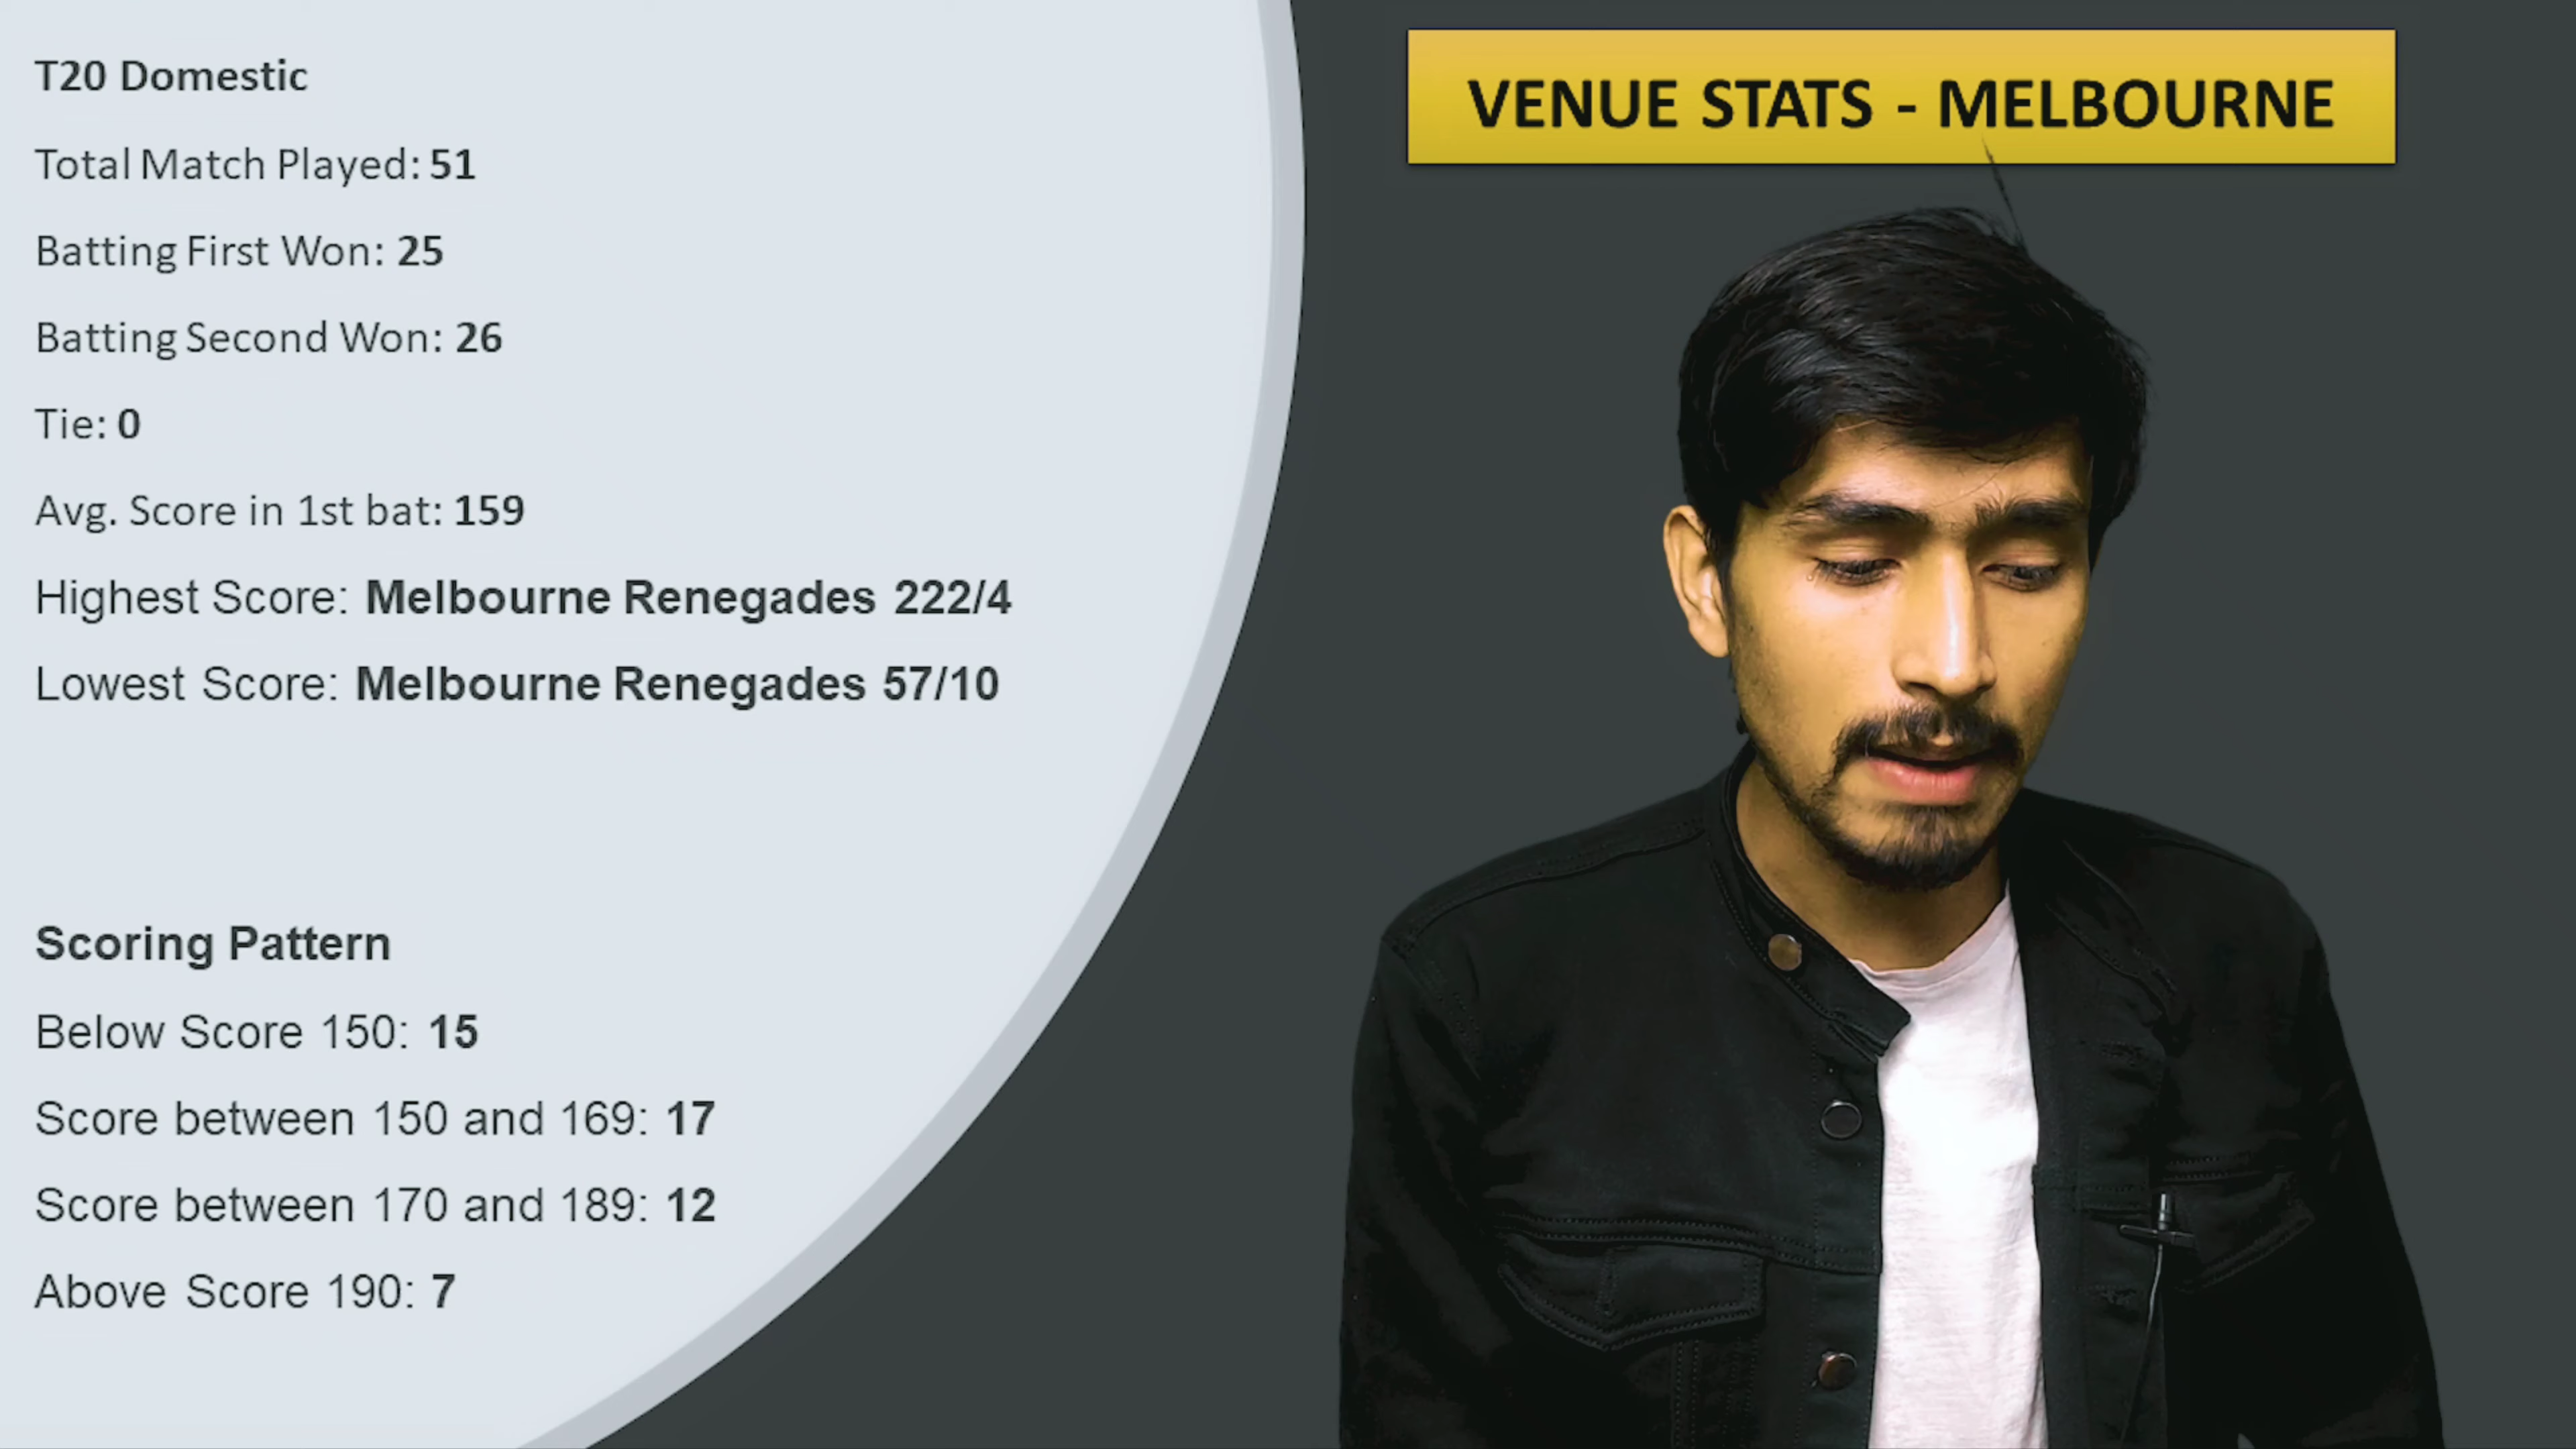 VENUE STATS - MELBOURNE
T20 Domestic
Total Match Played: 51
Batting First Won: 25
Batting Second Won: 26
Tie: 0
Avg. Score in 1st bat: 159
Highest Score: Melbourne Renegades 222/4
Lowest Score: Melbourne Renegades 57/10
Scoring Pattern
Below Score 150: 15
Score between 150 and 169: 17
Score between 170 and 189: 12
Above Score 190: 7